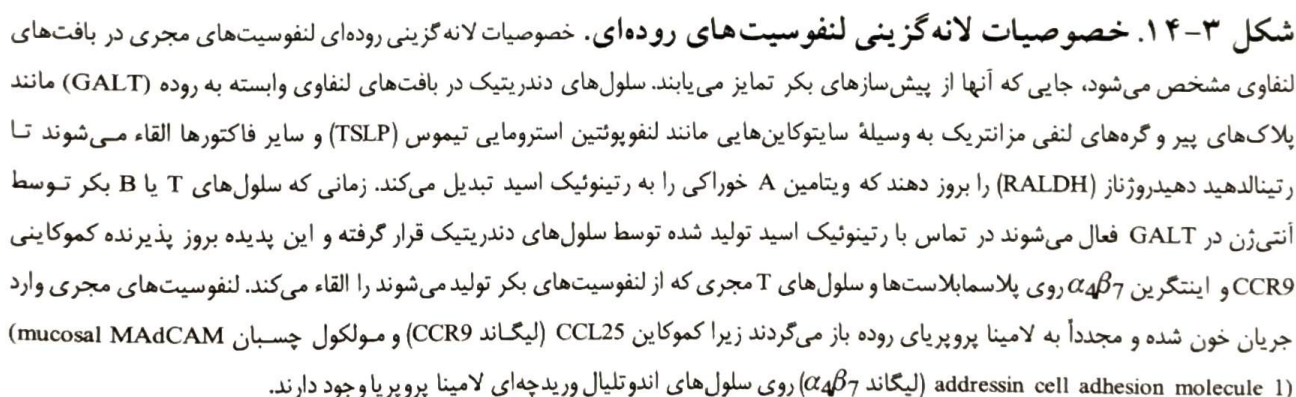 شکل ۳-۱۴. خصوصیات لانه‌گزینی لنفوسیت‌های روده‌ای. خصوصیات لانه‌گزینی روده‌ای لنفوسیت‌های مجری در بافت‌های
لنفاوی مشخص می‌شود، جایی که آنها از پیش‌سازهای بکر تمایز می‌یابند. سلول‌های دندریتیک در بافت‌های لنفاوی وابسته به روده (GALT) مانند
پلاک‌های پیر و گره‌های لنفی مزانتریک به وسیلهٔ سایتوکاین‌هایی مانند لنفوپوئتین استرومایی تیموس (TSLP) و سایر فاکتورها القاء می‌شوند تا
رتینالدهید دهیدروژناز (RALDH) را بروز دهند که ویتامین A خوراکی را به رتینوئیک اسید تبدیل می‌کند. زمانی که سلول‌های T یا B بکر توسط
آنتی‌ژن در GALT فعال می‌شوند در تماس با رتینوئیک اسید تولید شده توسط سلول‌های دندریتیک قرار گرفته و این پدیده بروز پذیرنده کموکاینی
CCR9 و اینتگرین α4β7 روی پلاسمابلاست‌ها و سلول‌های T مجری که از لنفوسیت‌های بکر تولید می‌شوند را القاء می‌کند. لنفوسیت‌های مجری وارد
جریان خون شده و مجدداً به لامینا پروپریای روده باز می‌گردند زیرا کموکاین CCL25 (لیگاند CCR9) و مولکول چسبان MAdCAM ‏(mucosal
addressin cell adhesion molecule 1) (لیگاند α4β7) روی سلول‌های اندوتلیال وریدچه‌ای لامینا پروپریا وجود دارند.